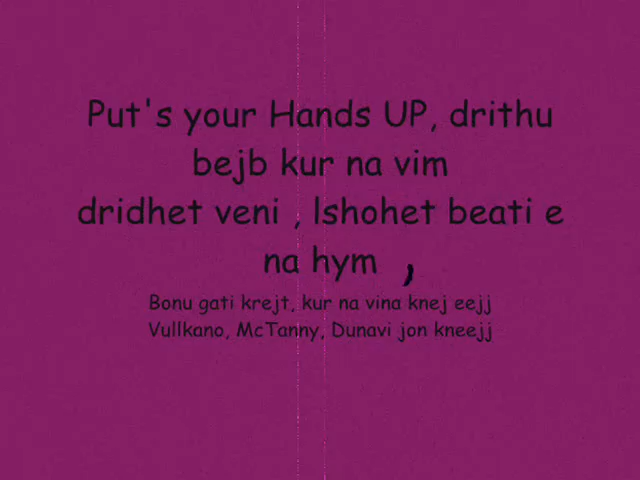 Put's your Hands UP, drithu
bejb kur na vim
dridhet veni , lshohet beati e
na hym ,
Bonu gati krejt, kur na vina knej eejj
Vullkano, McTanny, Dunavi jon kneejj